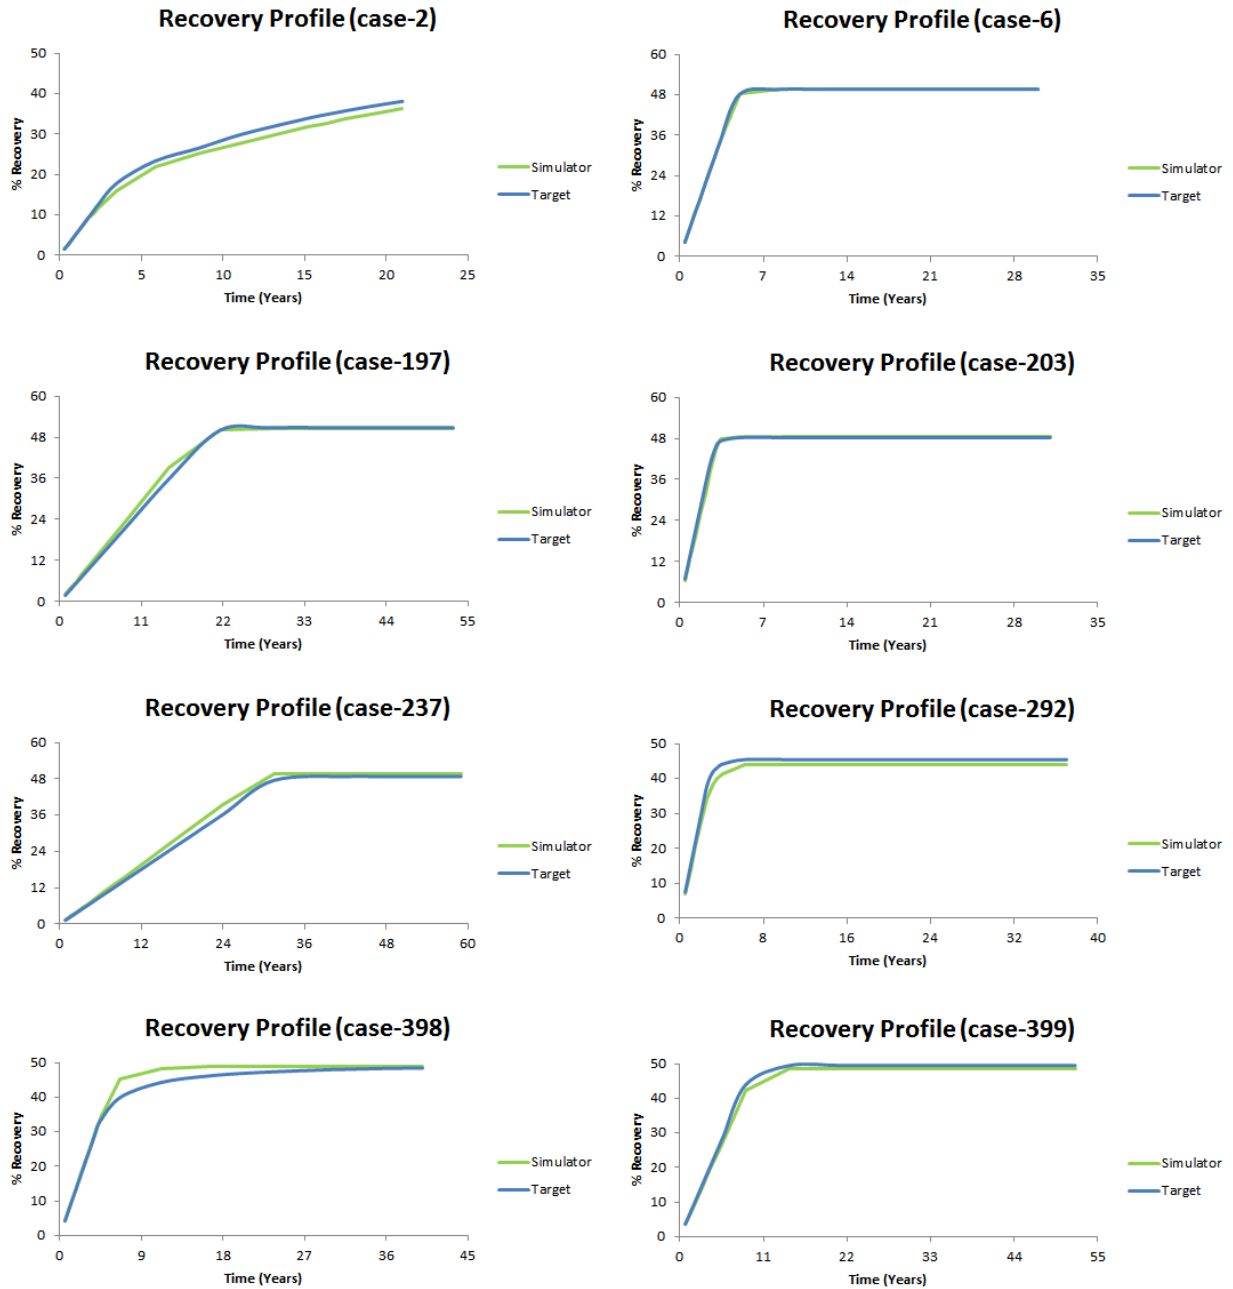 Recovery Profile (case-2)
50
40
30
20
10
0
% Recovery
0 5 10 15 20 25
Time (Years)
Simulator
Target
Recovery Profile (case-6)
60
48
36
24
12
0
% Recovery
0 7 14 21 28 35
Time (Years)
Simulator
Target
Recovery Profile (case-197)
60
48
36
24
12
0
% Recovery
0 11 22 33 44 55
Time (Years)
Simulator
Target
Recovery Profile (case-203)
60
48
36
24
12
0
% Recovery
0 7 14 21 28 35
Time (Years)
Simulator
Target
Recovery Profile (case-237)
60
48
36
24
12
0
% Recovery
0 12 24 36 48 60
Time (Years)
Simulator
Target
Recovery Profile (case-292)
50
40
30
20
10
0
% Recovery
0 8 16 24 32 40
Time (Years)
Simulator
Target
Recovery Profile (case-398)
50
40
30
20
10
0
% Recovery
0 9 18 27 36 45
Time (Years)
Simulator
Target
Recovery Profile (case-399)
50
40
30
20
10
0
% Recovery
0 11 22 33 44 55
Time (Years)
Simulator
Target